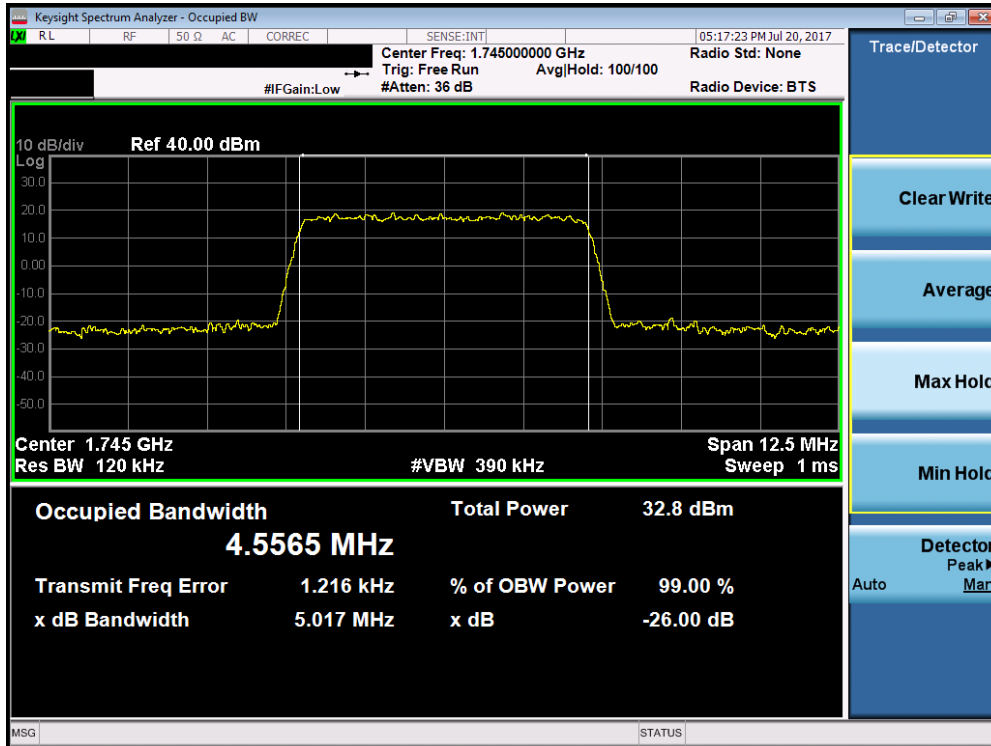 Keysight Spectrum Analyzer - Occupied BW
LXI RL RF 50 Ω AC CORREC SENSE:INT 05:17:23 PM Jul 20, 2017
Center Freq: 1.745000000 GHz Radio Std: None
Trig: Free Run Avg|Hold: 100/100
#IFGain:Low #Atten: 36 dB Radio Device: BTS
Trace/Detector
10 dB/div Ref 40.00 dBm
Log
30.0
20.0
10.0
0.00
-10.0
-20.0
-30.0
-40.0
-50.0
Center 1.745 GHz Span 12.5 MHz
Res BW 120 kHz #VBW 390 kHz Sweep 1 ms
Occupied Bandwidth Total Power 32.8 dBm
4.5565 MHz
Transmit Freq Error 1.216 kHz % of OBW Power 99.00 %
x dB Bandwidth 5.017 MHz x dB -26.00 dB
Clear Write
Average
Max Hold
Min Hold
Detector
Peak▶
Auto Man
MSG STATUS